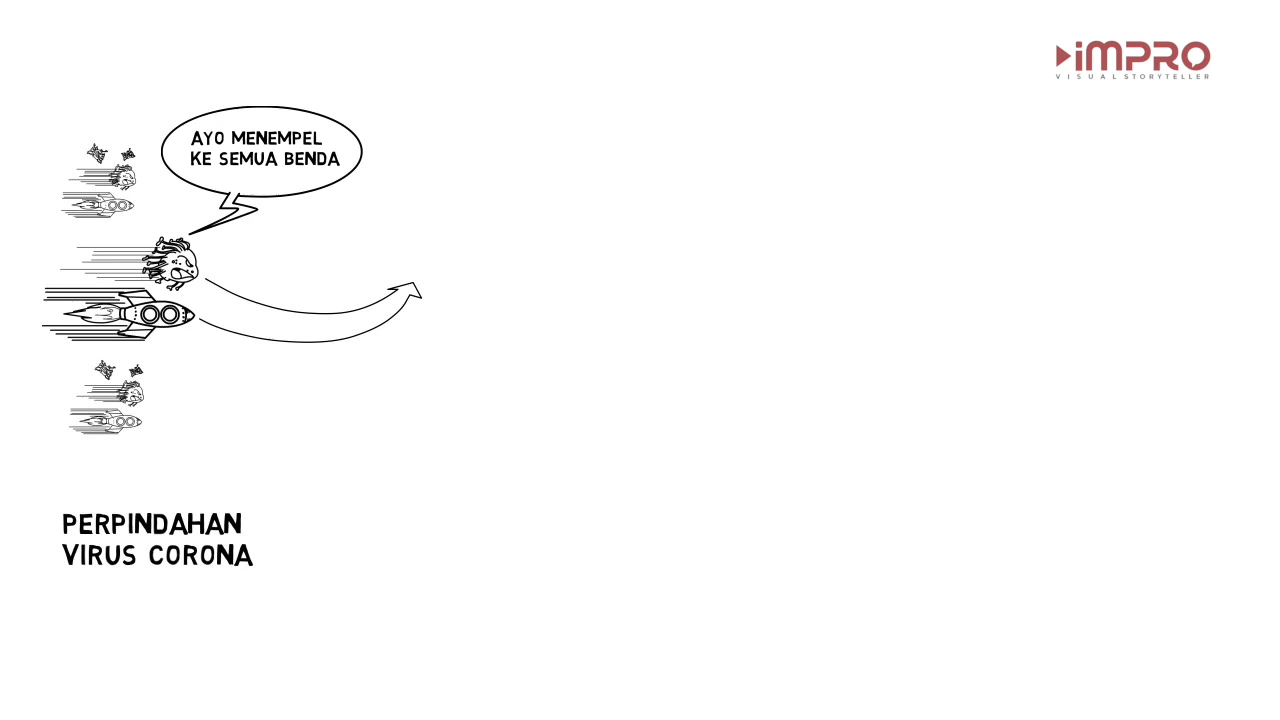 iMPRO
VISUAL STORYTELLER
AYO MENEMPEL
KE SEMUA BENDA
PERPINDAHAN
VIRUS CORONA